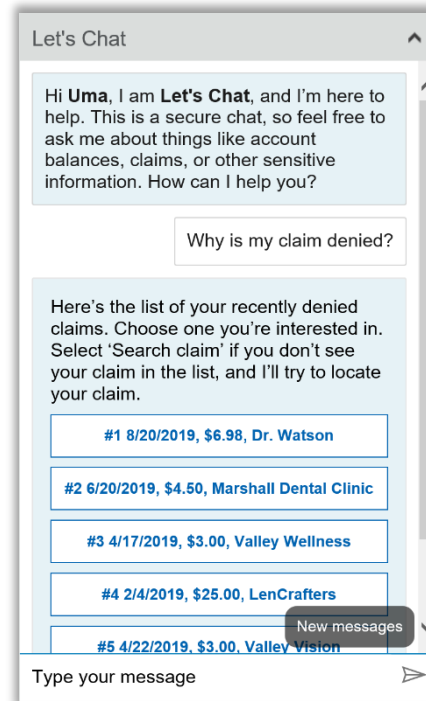 Let's Chat
Hi Uma, I am Let's Chat, and I'm here to
help. This is a secure chat, so feel free to
ask me about things like account
balances, claims, or other sensitive
information. How can I help you?
Why is my claim denied?
Here's the list of your recently denied
claims. Choose one you're interested in.
Select ‘Search claim’ if you don't see
your claim in the list, and I'll try to locate
your claim.
#1 8/20/2019, $6.98, Dr. Watson
#2 6/20/2019, $4.50, Marshall Dental Clinic
#3 4/17/2019, $3.00, Valley Wellness
#4 2/4/2019, $25.00, LenCrafters
New messages
#5 4/22/2019, $3.00, Valley Vision
Type your message